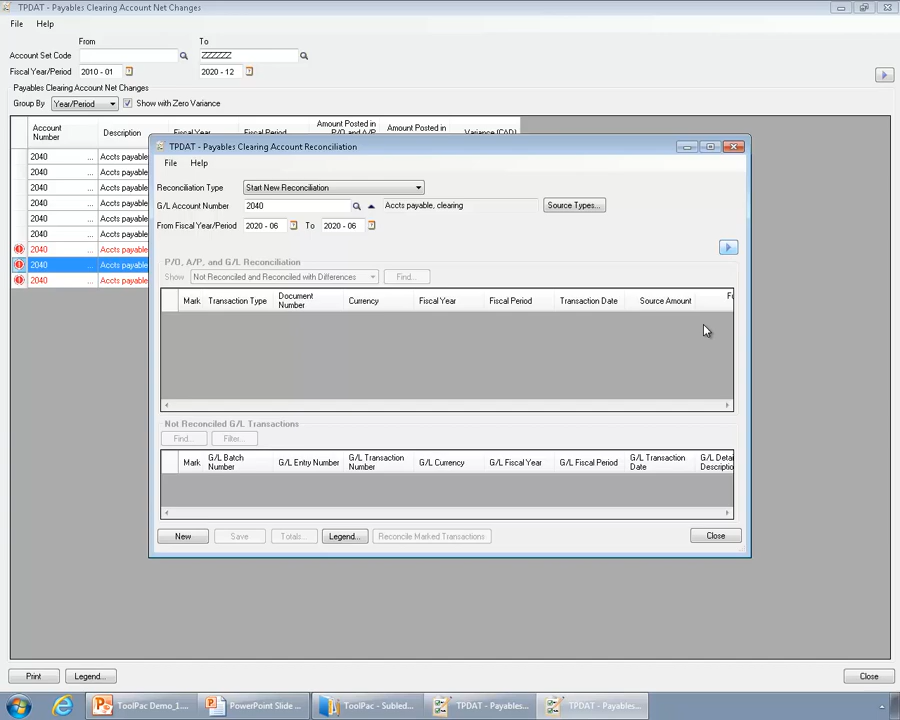 TPDAT - Payables Clearing Account Net Changes
File Help
From To
Account Set Code ZZZZZZ
Fiscal Year/Period 2010 - 01 2020 - 12
Payables Clearing Account Net Changes
Group By Year/Period Show with Zero Variance
Account Number Description Fiscal Year Fiscal Period Amount Posted in P/O and A/P Amount Posted in Variance (CAD)
2040 ... Accts payable
2040 ... Accts payable
2040 ... Accts payable
2040 ... Accts payable
2040 ... Accts payable
2040 ... Accts payable
2040 ... Accts payable
2040 ... Accts payable
2040 ... Accts payable
TPDAT - Payables Clearing Account Reconciliation
File Help
Reconciliation Type Start New Reconciliation
G/L Account Number 2040 Accts payable, clearing Source Types...
From Fiscal Year/Period 2020 - 06 To 2020 - 06
P/O, A/P, and G/L Reconciliation
Show Not Reconciled and Reconciled with Differences Find...
Mark Transaction Type Document Number Currency Fiscal Year Fiscal Period Transaction Date Source Amount
Not Reconciled G/L Transactions
Find... Filter...
Mark G/L Batch Number G/L Entry Number G/L Transaction Number G/L Currency G/L Fiscal Year G/L Fiscal Period G/L Transaction Date G/L Detai Descriptio
New Save Totals... Legend... Reconcile Marked Transactions Close
Print Legend... Close
ToolPac Demo_1.... PowerPoint Slide ... ToolPac - Subled... TPDAT - Payables... TPDAT - Payables...